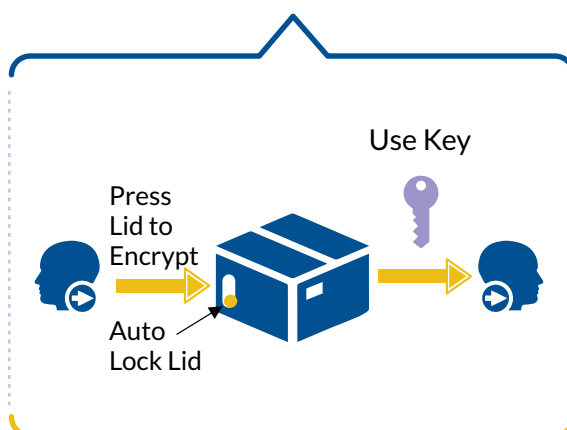 Use Key
Press
Lid to
Encrypt
Auto
Lock Lid